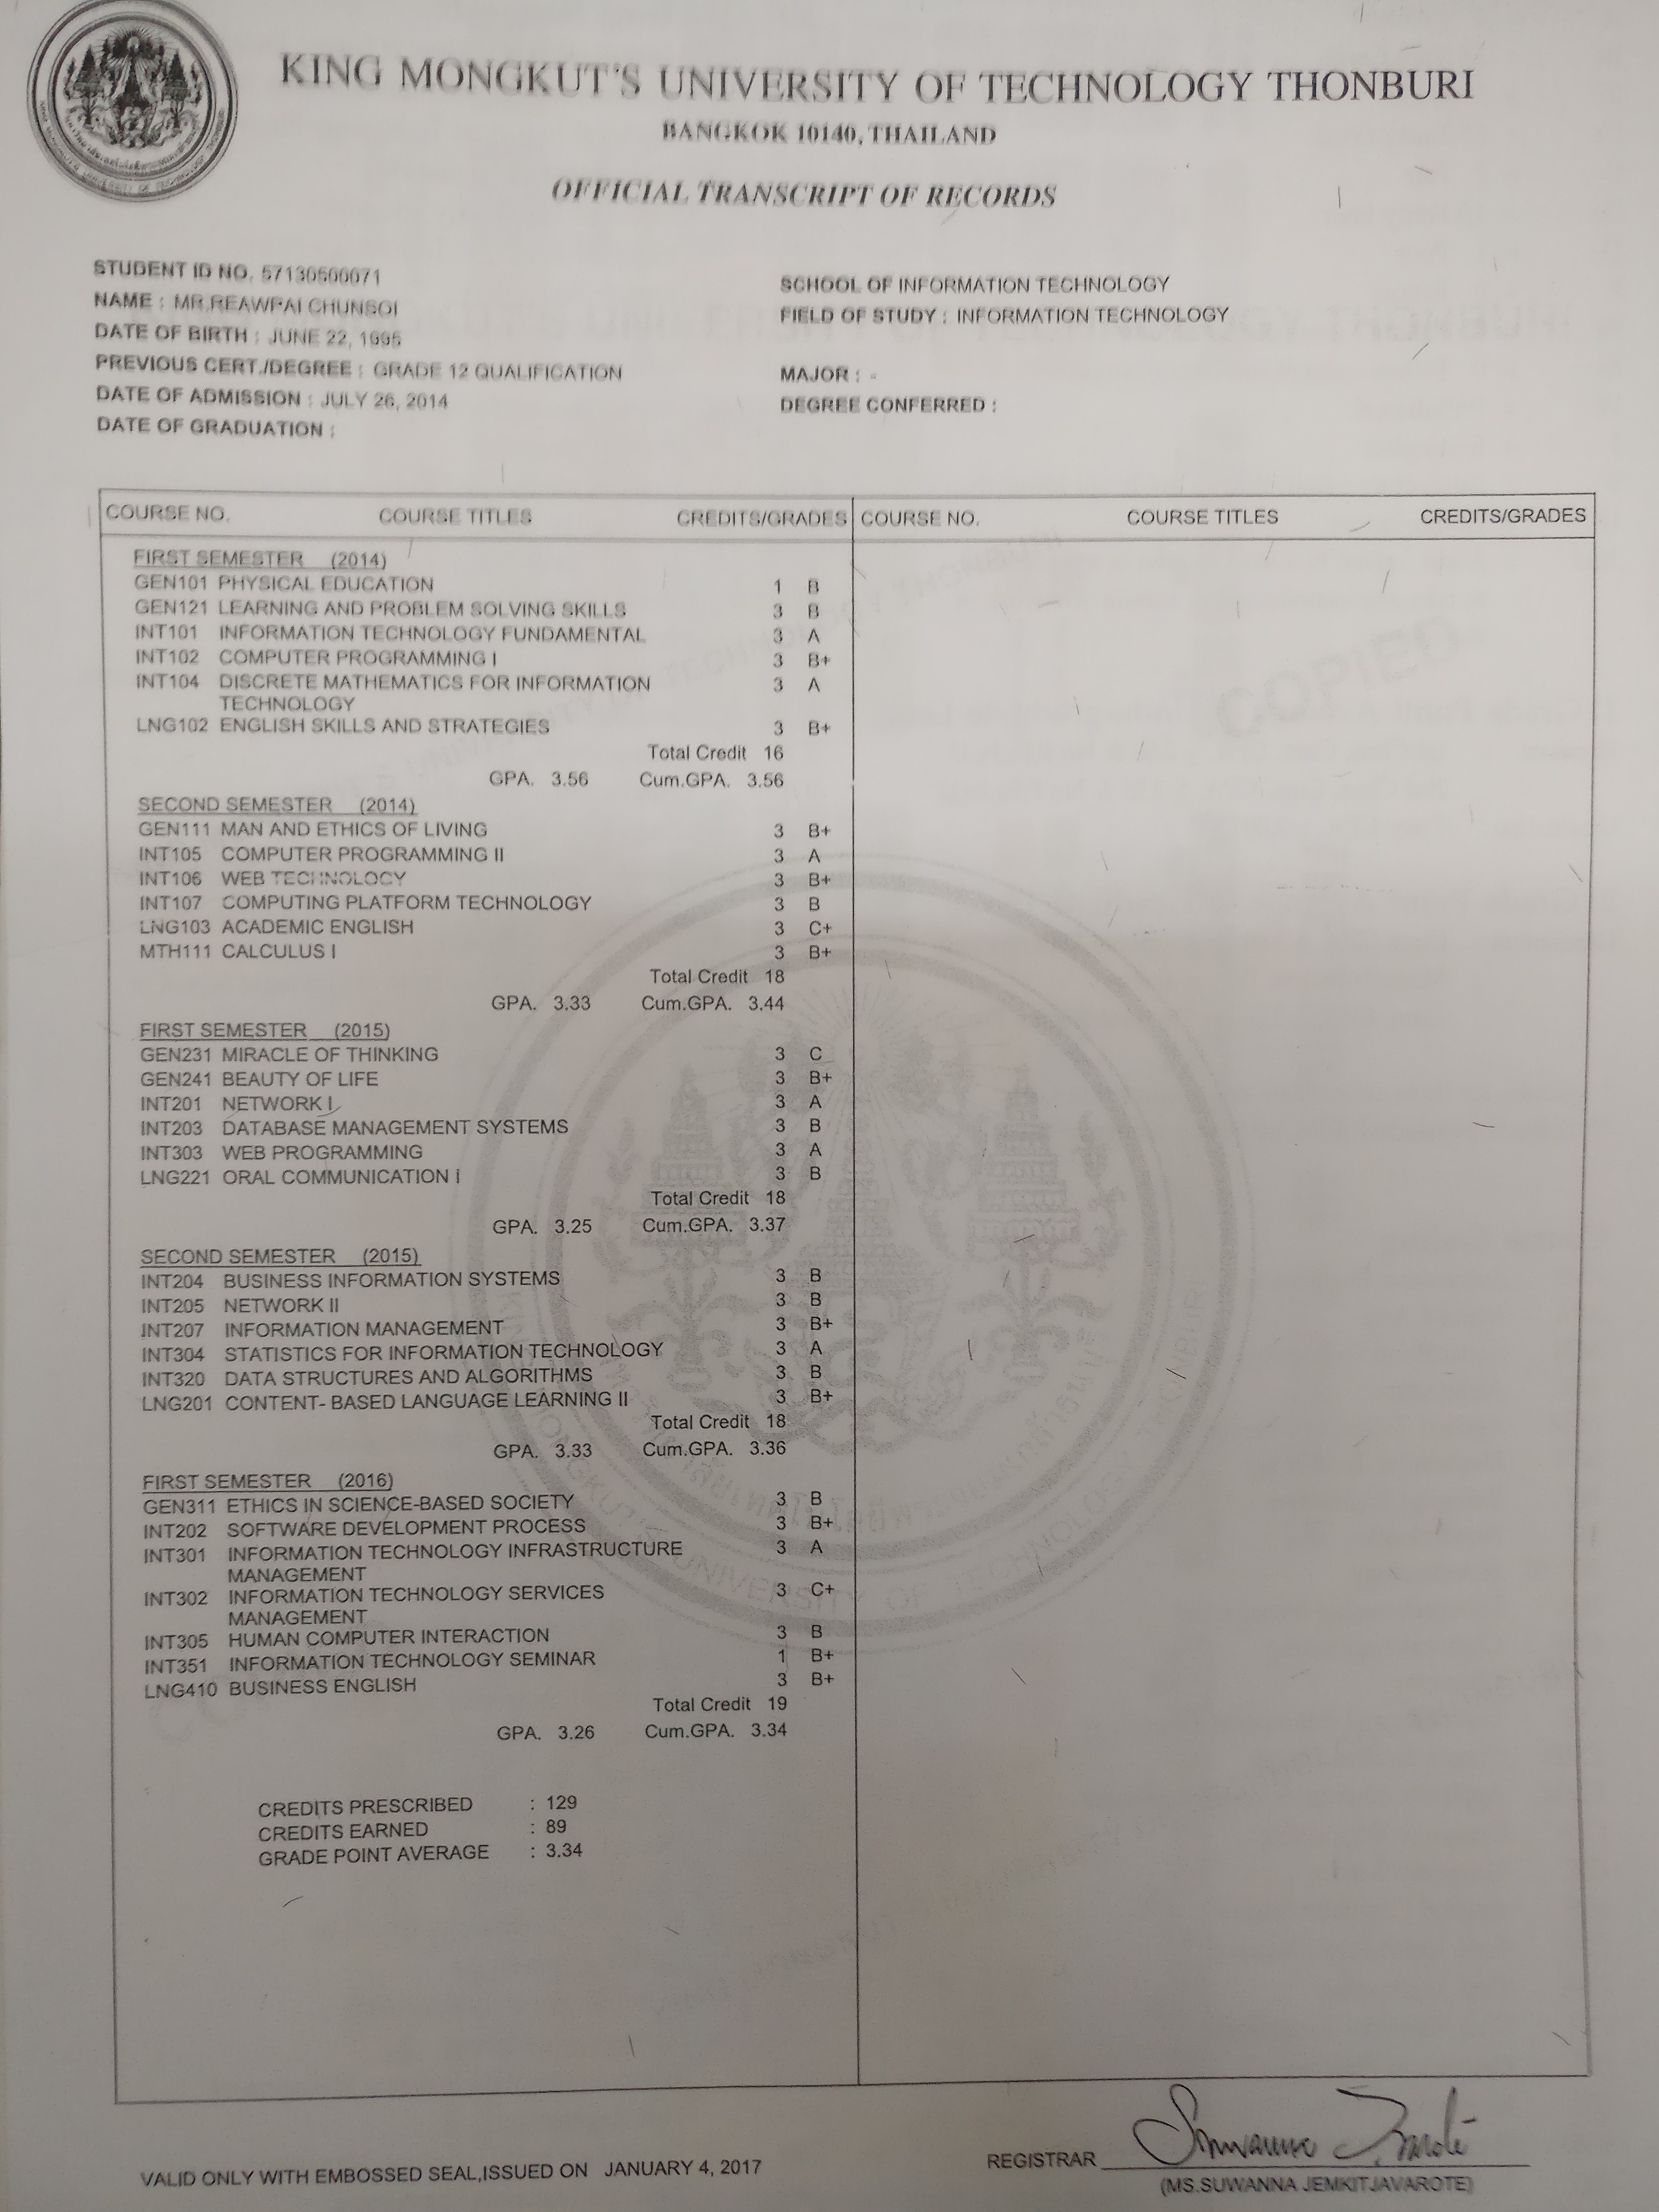 KING MONGKUT'S UNIVERSITY OF TECHNOLOGY THONBURI
BANGKOK 10140, THAILAND
OFFICIAL TRANSCRIPT OF RECORDS
STUDENT ID NO. 57130500071
NAME : MR.REAWPAI CHUNSOI
DATE OF BIRTH : JUNE 22, 1995
PREVIOUS CERT./DEGREE : GRADE 12 QUALIFICATION
DATE OF ADMISSION : JULY 26, 2014
DATE OF GRADUATION :
SCHOOL OF INFORMATION TECHNOLOGY
FIELD OF STUDY : INFORMATION TECHNOLOGY
MAJOR : -
DEGREE CONFERRED :
COURSE NO. COURSE TITLES CREDITS/GRADES COURSE NO. COURSE TITLES CREDITS/GRADES
FIRST SEMESTER (2014)
GEN101 PHYSICAL EDUCATION 1 B
GEN121 LEARNING AND PROBLEM SOLVING SKILLS 3 B
INT101 INFORMATION TECHNOLOGY FUNDAMENTAL 3 A
INT102 COMPUTER PROGRAMMING I 3 B+
INT104 DISCRETE MATHEMATICS FOR INFORMATION 3 A
TECHNOLOGY
LNG102 ENGLISH SKILLS AND STRATEGIES 3 B+
Total Credit 16
GPA. 3.56 Cum.GPA. 3.56
SECOND SEMESTER (2014)
GEN111 MAN AND ETHICS OF LIVING 3 B+
INT105 COMPUTER PROGRAMMING II 3 A
INT106 WEB TECHNOLOGY 3 B+
INT107 COMPUTING PLATFORM TECHNOLOGY 3 B
LNG103 ACADEMIC ENGLISH 3 C+
MTH111 CALCULUS I 3 B+
Total Credit 18
GPA. 3.33 Cum.GPA. 3.44
FIRST SEMESTER (2015)
GEN231 MIRACLE OF THINKING 3 C
GEN241 BEAUTY OF LIFE 3 B+
INT201 NETWORK I 3 A
INT203 DATABASE MANAGEMENT SYSTEMS 3 B
INT303 WEB PROGRAMMING 3 A
LNG221 ORAL COMMUNICATION I 3 B
Total Credit 18
GPA. 3.25 Cum.GPA. 3.37
SECOND SEMESTER (2015)
INT204 BUSINESS INFORMATION SYSTEMS 3 B
INT205 NETWORK II 3 B
INT207 INFORMATION MANAGEMENT 3 B+
INT304 STATISTICS FOR INFORMATION TECHNOLOGY 3 A
INT320 DATA STRUCTURES AND ALGORITHMS 3 B
LNG201 CONTENT- BASED LANGUAGE LEARNING II 3 B+
Total Credit 18
GPA. 3.33 Cum.GPA. 3.36
FIRST SEMESTER (2016)
GEN311 ETHICS IN SCIENCE-BASED SOCIETY 3 B
INT202 SOFTWARE DEVELOPMENT PROCESS 3 B+
INT301 INFORMATION TECHNOLOGY INFRASTRUCTURE 3 A
MANAGEMENT
INT302 INFORMATION TECHNOLOGY SERVICES 3 C+
MANAGEMENT
INT305 HUMAN COMPUTER INTERACTION 3 B
INT351 INFORMATION TECHNOLOGY SEMINAR 1 B+
LNG410 BUSINESS ENGLISH 3 B+
Total Credit 19
GPA. 3.26 Cum.GPA. 3.34
CREDITS PRESCRIBED : 129
CREDITS EARNED : 89
GRADE POINT AVERAGE : 3.34
COPIED
VALID ONLY WITH EMBOSSED SEAL,ISSUED ON JANUARY 4, 2017
REGISTRAR
(MS.SUWANNA JEMKITJAVAROTE)